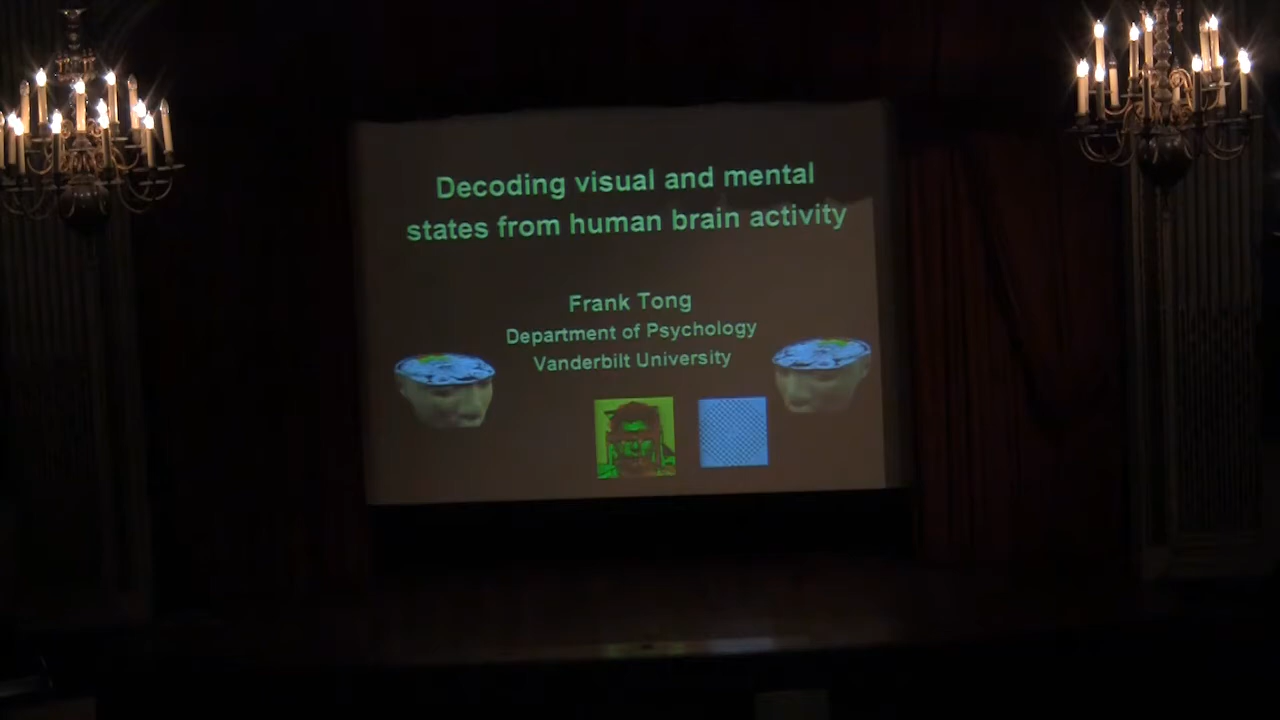 Decoding visual and mental
states from human brain activity
Frank Tong
Department of Psychology
Vanderbilt University